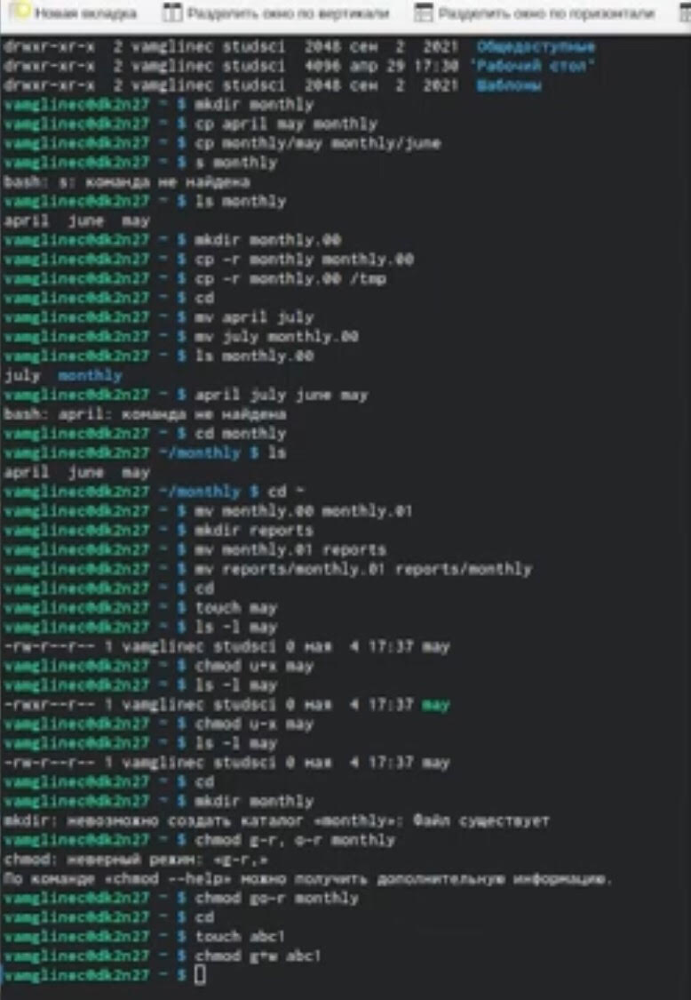 Новая вкладка Разделить окно по вертикали Разделить окно по горизонтали
drwxr-xr-x 2 vamglinec studsci 2048 сен 2 2021 Общедоступные
drwxr-xr-x 2 vamglinec studsci 4096 апр 29 17:30 'Рабочий стол'
drwxr-xr-x 2 vamglinec studsci 2048 сен 2 2021 Шаблоны
vamglinec@dk2n27 ~ $ mkdir monthly
vamglinec@dk2n27 ~ $ cp april may monthly
vamglinec@dk2n27 ~ $ cp monthly/may monthly/june
vamglinec@dk2n27 ~ $ s monthly
bash: s: команда не найдена
vamglinec@dk2n27 ~ $ ls monthly
april june may
vamglinec@dk2n27 ~ $ mkdir monthly.00
vamglinec@dk2n27 ~ $ cp -r monthly monthly.00
vamglinec@dk2n27 ~ $ cp -r monthly.00 /tmp
vamglinec@dk2n27 ~ $ cd
vamglinec@dk2n27 ~ $ mv april july
vamglinec@dk2n27 ~ $ mv july monthly.00
vamglinec@dk2n27 ~ $ ls monthly.00
july monthly
vamglinec@dk2n27 ~ $ april july june may
bash: april: команда не найдена
vamglinec@dk2n27 ~ $ cd monthly
vamglinec@dk2n27 ~/monthly $ ls
april june may
vamglinec@dk2n27 ~/monthly $ cd ~
vamglinec@dk2n27 ~ $ mv monthly.00 monthly.01
vamglinec@dk2n27 ~ $ mkdir reports
vamglinec@dk2n27 ~ $ mv monthly.01 reports
vamglinec@dk2n27 ~ $ mv reports/monthly.01 reports/monthly
vamglinec@dk2n27 ~ $ cd
vamglinec@dk2n27 ~ $ touch may
vamglinec@dk2n27 ~ $ ls -l may
-rw-r--r-- 1 vamglinec studsci 0 мая 4 17:37 may
vamglinec@dk2n27 ~ $ chmod u+x may
vamglinec@dk2n27 ~ $ ls -l may
-rwxr--r-- 1 vamglinec studsci 0 мая 4 17:37 may
vamglinec@dk2n27 ~ $ chmod u-x may
vamglinec@dk2n27 ~ $ ls -l may
-rw-r--r-- 1 vamglinec studsci 0 мая 4 17:37 may
vamglinec@dk2n27 ~ $ cd
vamglinec@dk2n27 ~ $ mkdir monthly
mkdir: невозможно создать каталог «monthly»: Файл существует
vamglinec@dk2n27 ~ $ chmod g-r, o-r monthly
chmod: неверный режим: «g-r,»
По команде «chmod --help» можно получить дополнительную информацию.
vamglinec@dk2n27 ~ $ chmod go-r monthly
vamglinec@dk2n27 ~ $ cd
vamglinec@dk2n27 ~ $ touch abc1
vamglinec@dk2n27 ~ $ chmod g+w abc1
vamglinec@dk2n27 ~ $